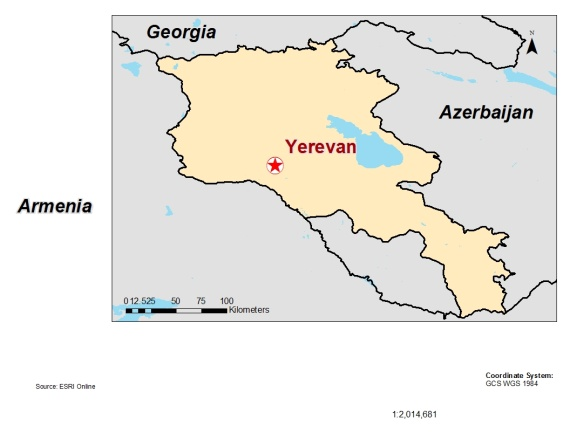 Georgia
N
Azerbaijan
Yerevan
Armenia
0 12.525 50 75 100
Kilometers
Source: ESRI Online
Coordinate System:
GCS WGS 1984
1:2,014,681